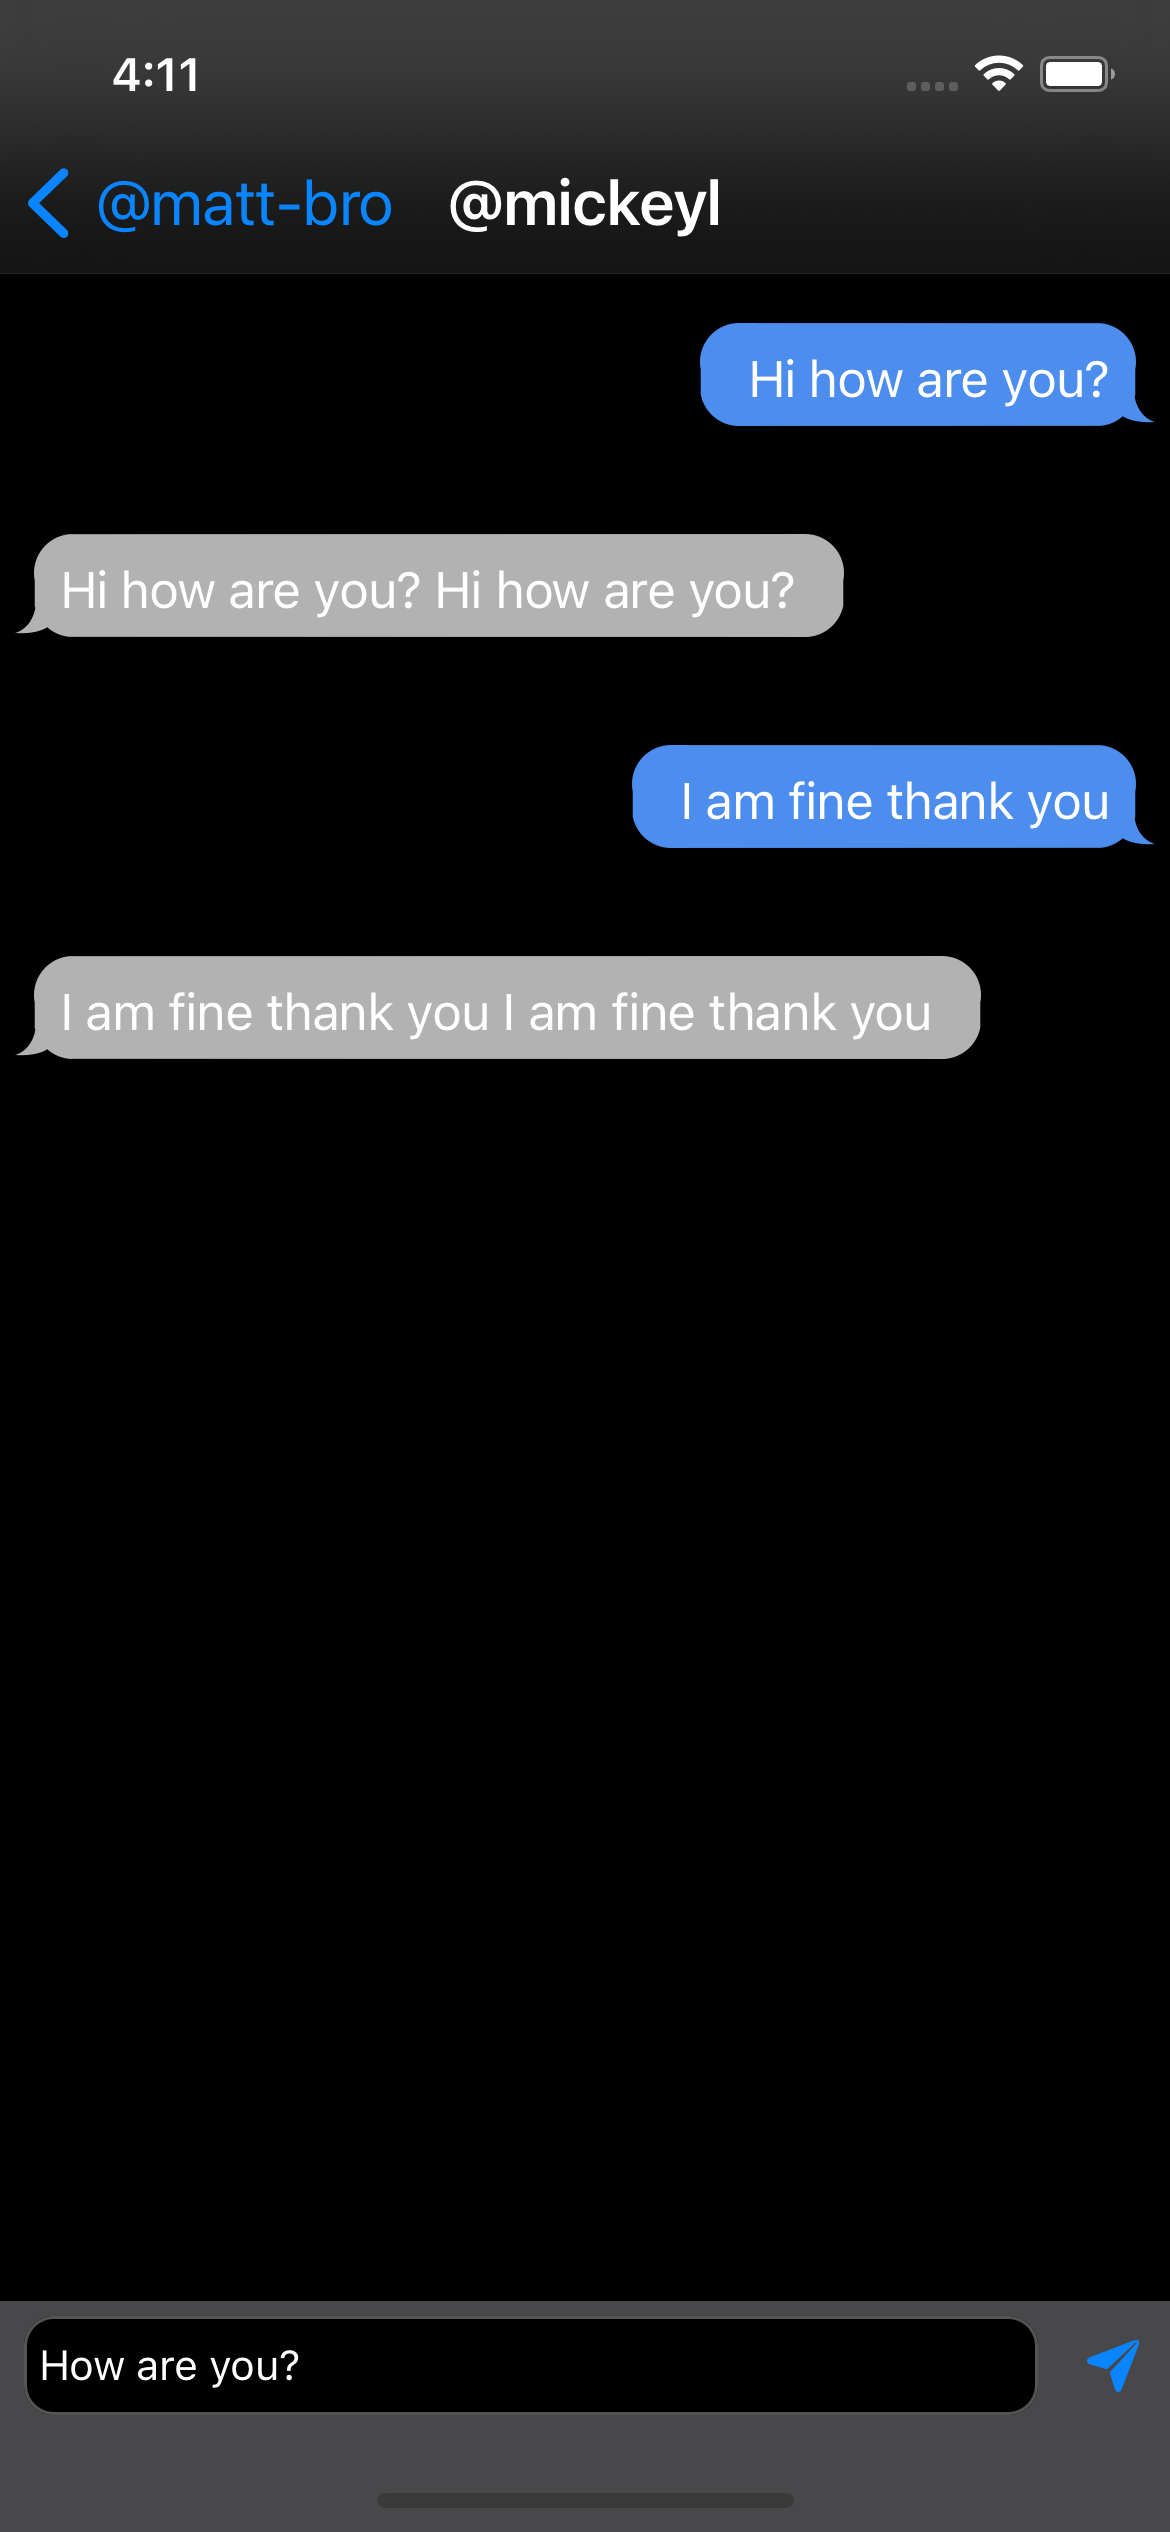 4:11
@matt-bro @mickeyl
Hi how are you?
Hi how are you? Hi how are you?
I am fine thank you
I am fine thank you I am fine thank you
How are you?